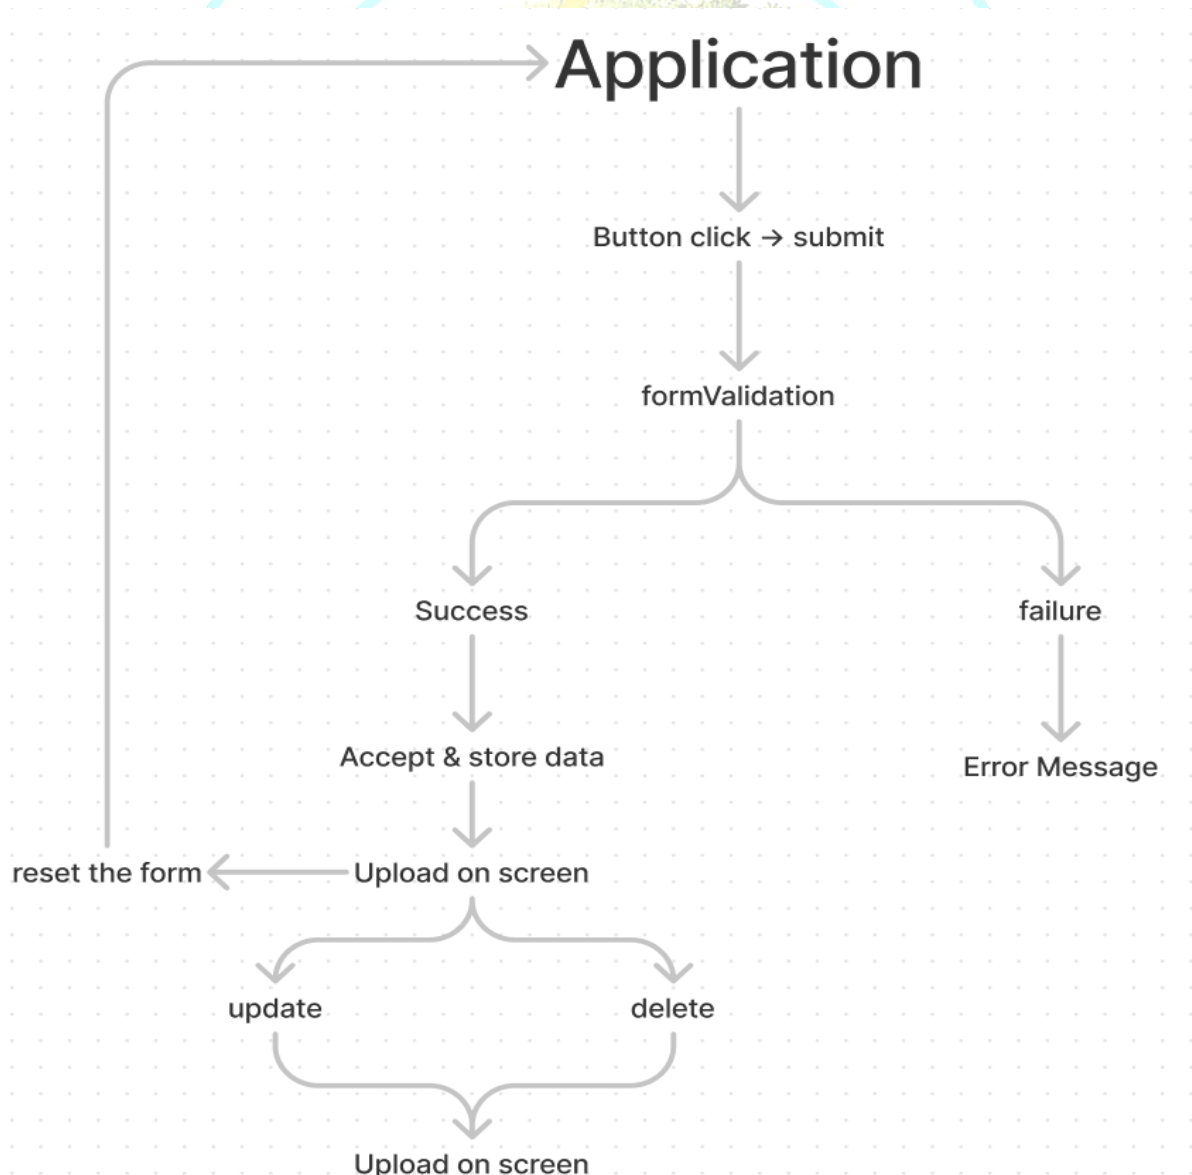 Application
Button click → submit
formValidation
Success
failure
Accept & store data
Error Message
reset the form
Upload on screen
update
delete
Upload on screen